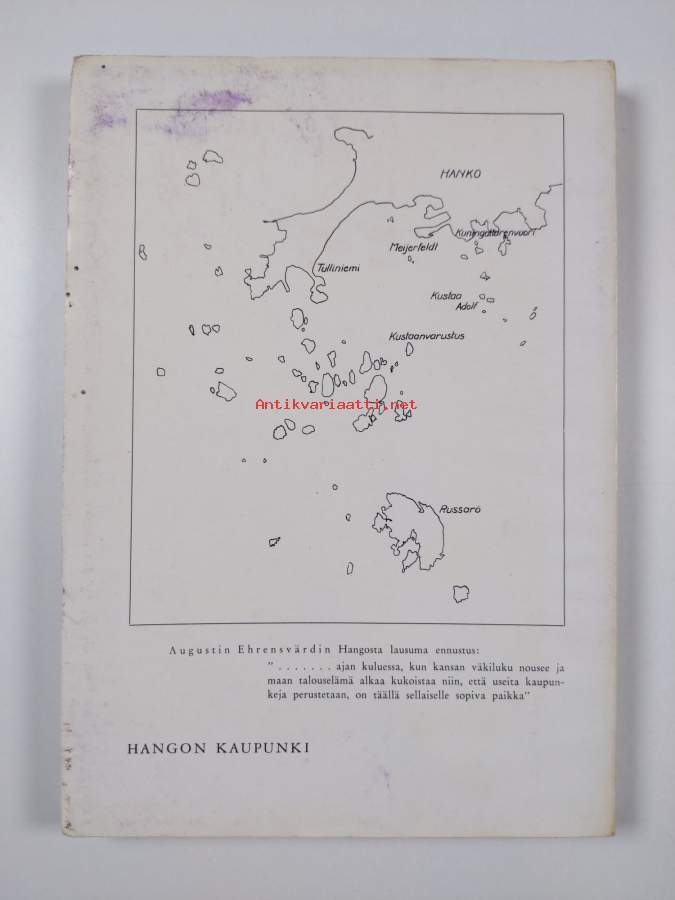 HANKO
Kuningattarenvuori
Meijerfeldt
Tulliniemi
Kustaa
Adolf
Kustaanvarustus
Antikvariaatti.net
Russarö
Augustin Ehrensvärdin Hangosta lausuma ennustus:
"....... ajan kuluessa, kun kansan väkiluku nousee ja
maan talouselämä alkaa kukoistaa niin, että useita kaupun-
keja perustetaan, on täällä sellaiselle sopiva paikka"
HANGON KAUPUNKI